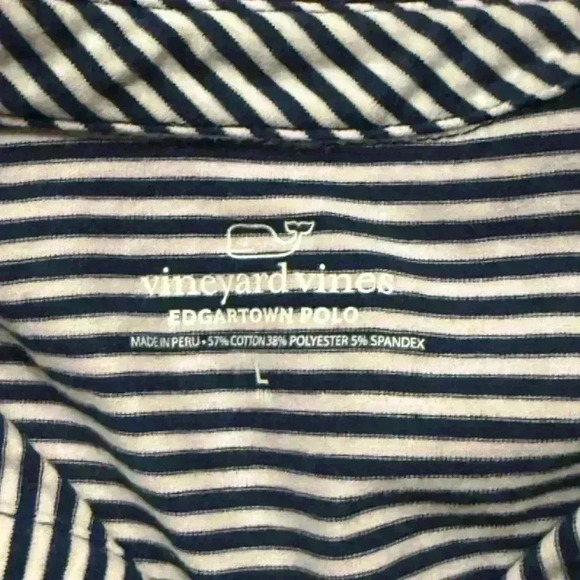 vineyard vines
EDGARTOWN POLO
MADE IN PERU • 57% COTTON 38% POLYESTER 5% SPANDEX
L